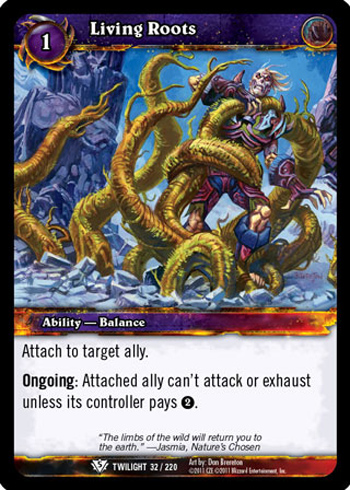 1
Living Roots
Ability — Balance
Attach to target ally.
Ongoing: Attached ally can't attack or exhaust
unless its controller pays 2.
"The limbs of the wild will return you to
the earth." —Jasmia, Nature's Chosen
TWILIGHT 32 / 220
Art by: Don Brereton
©2011 CZE ©2011 Blizzard Entertainment, Inc.